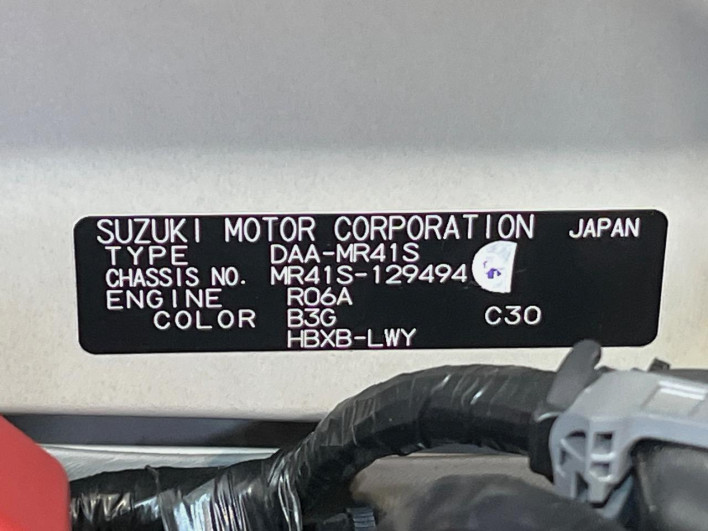 SUZUKI MOTOR CORPORATION JAPAN
TYPE DAA-MR41S
CHASSIS NO. MR41S-129494
ENGINE R06A
COLOR B3G C30
HBXB-LWY